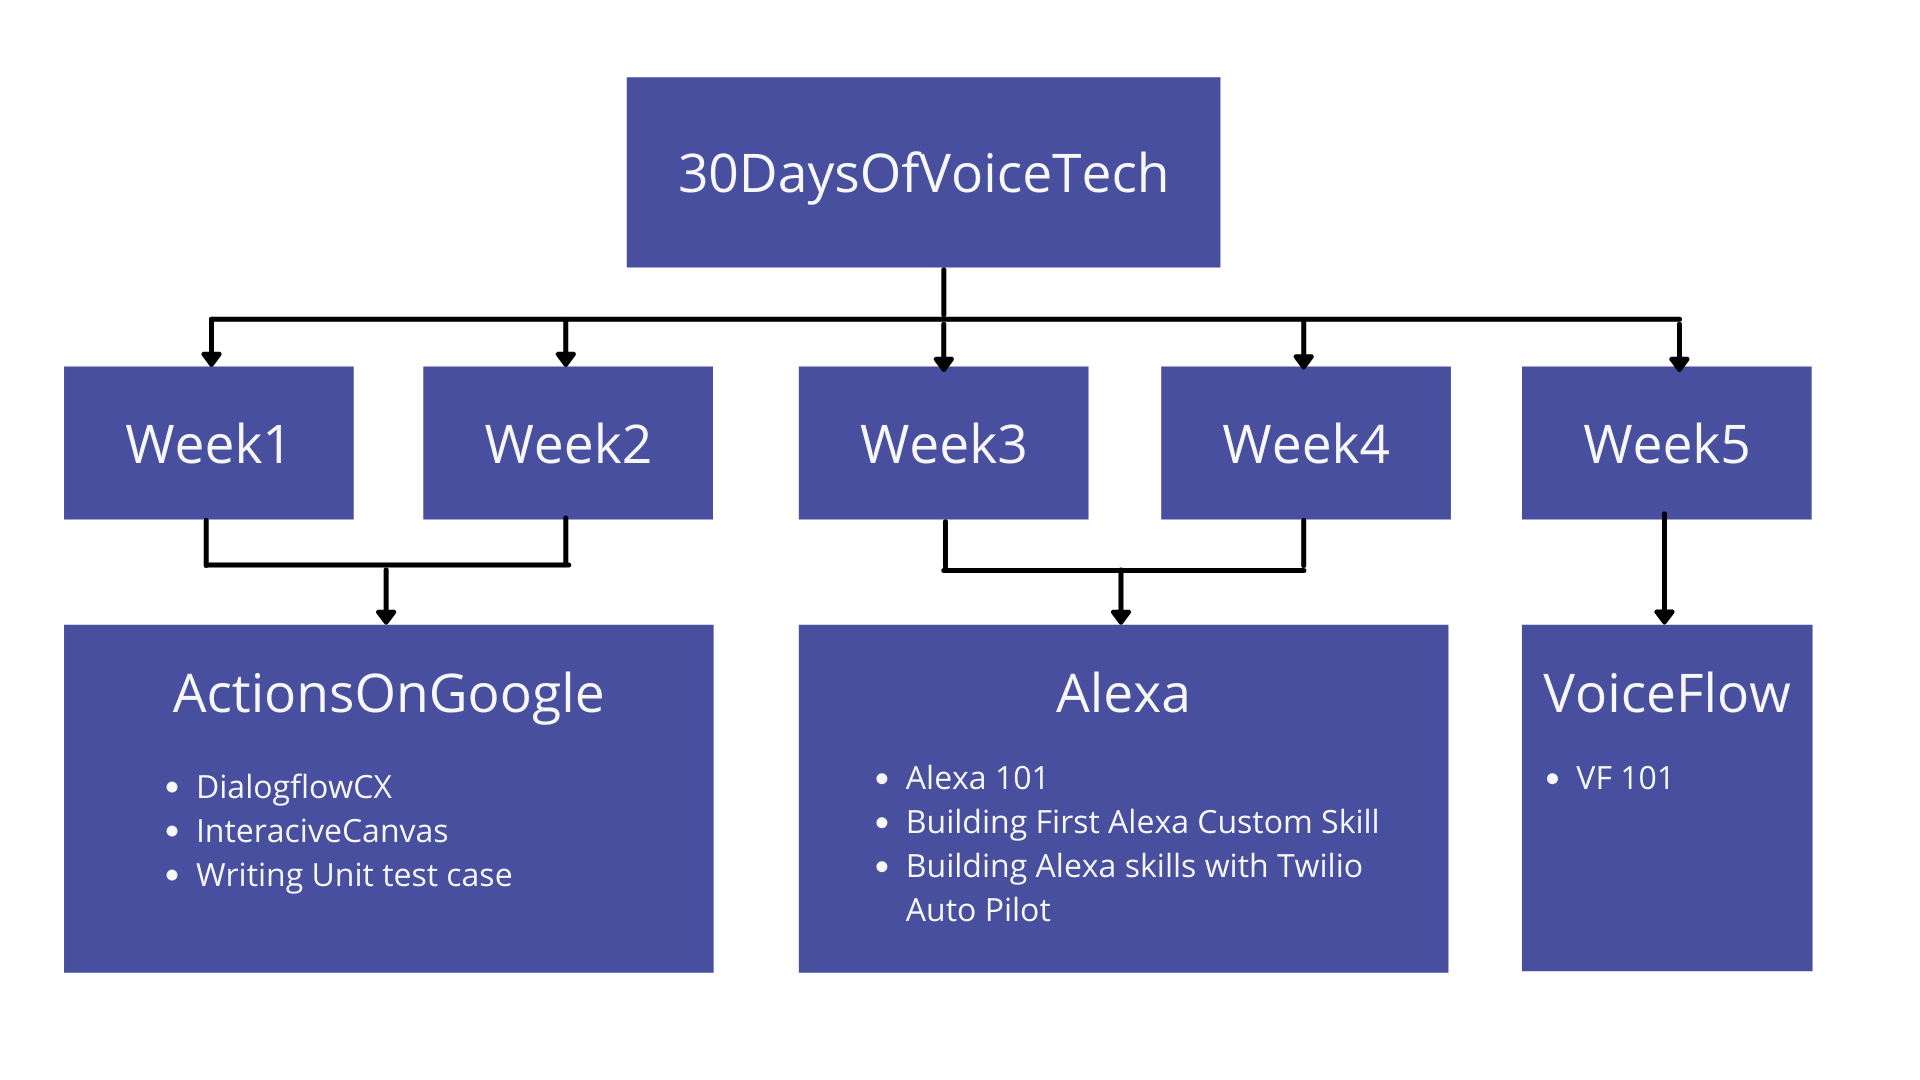 30DaysOfVoiceTech
Week1
Week2
Week3
Week4
Week5
ActionsOnGoogle
• DialogflowCX
• InteraciveCanvas
• Writing Unit test case
Alexa
• Alexa 101
• Building First Alexa Custom Skill
• Building Alexa skills with Twilio
Auto Pilot
VoiceFlow
• VF 101